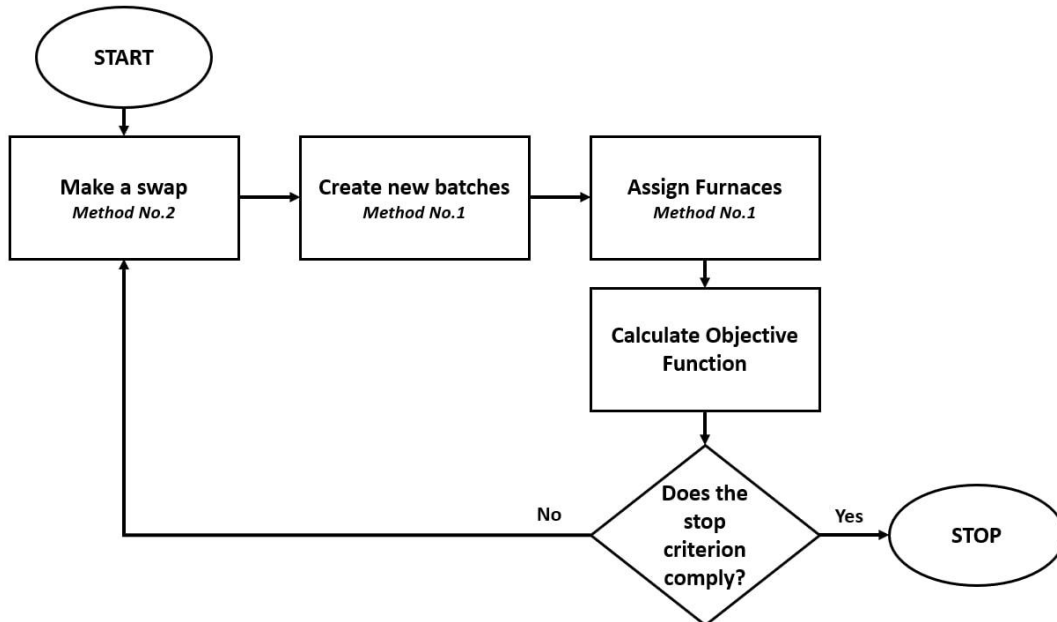 START
Make a swap
Method No.2
Create new batches
Method No.1
Assign Furnaces
Method No.1
Calculate Objective
Function
Does the
stop
criterion
comply?
No
Yes
STOP